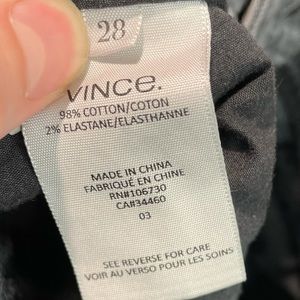 28
VINCE.
98% COTTON/COTON
2% ELASTANE/ELASTHANNE
MADE IN CHINA
FABRIQUÉ EN CHINE
RN#106730
CA#34460
03
SEE REVERSE FOR CARE
VOIR AU VERSO POUR LES SOINS